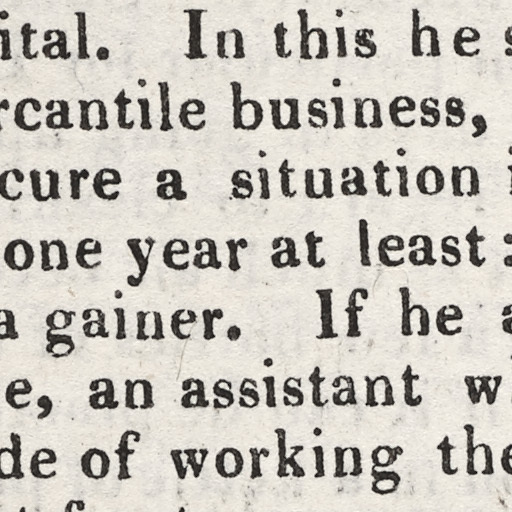 ital. In this he s
rcantile business,
cure a situation i
one year at least:
a gainer. If he a
e, an assistant w
de of working the